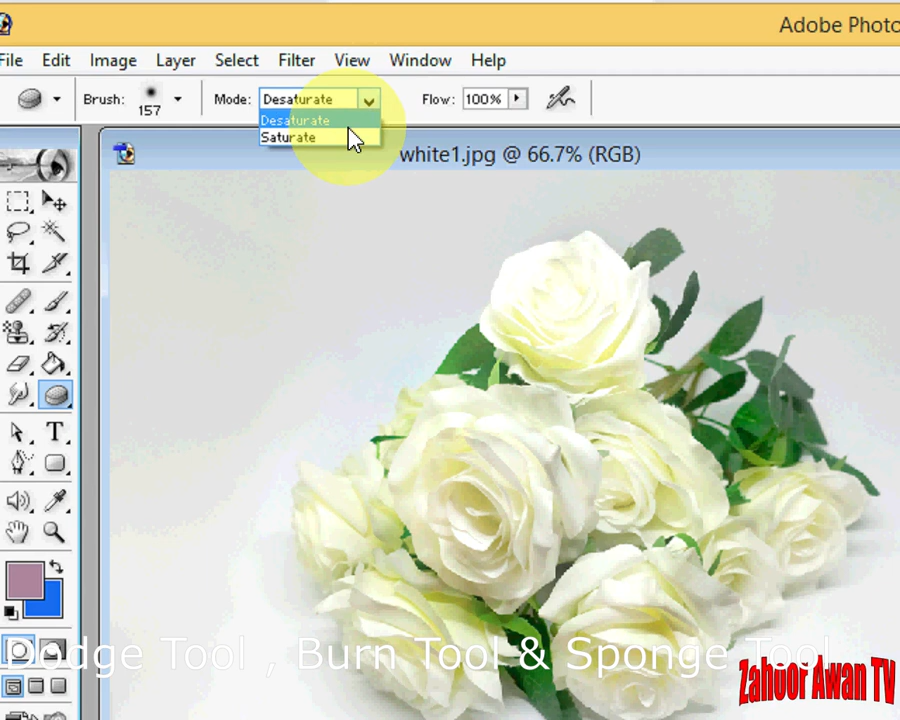 Adobe Photo
File Edit Image Layer Select Filter View Window Help
Brush: 157 Mode: Desaturate Flow: 100%
Desaturate
Saturate
white1.jpg @ 66.7% (RGB)
T
Dodge Tool , Burn Tool & Sponge Tool
Zahoor Awan TV